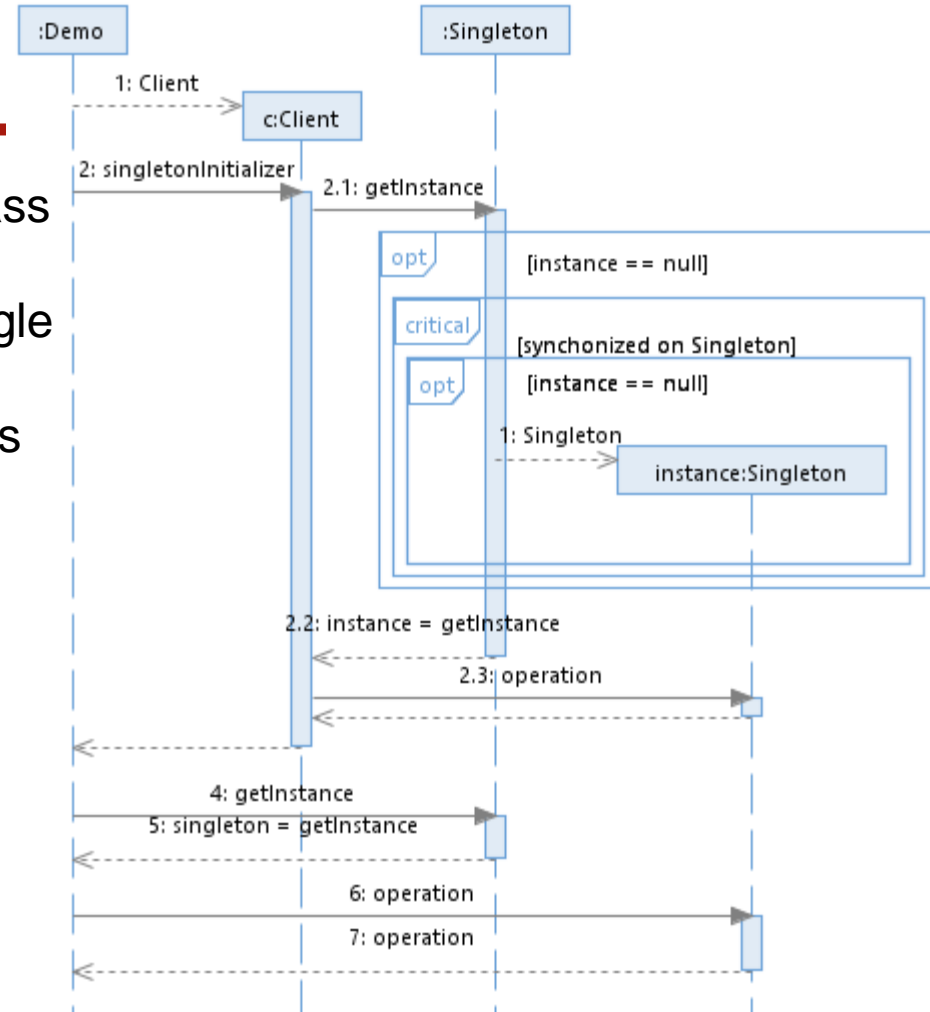 :Demo
:Singleton
1: Client
c:Client
2: singletonInitializer
2.1: getInstance
opt
[instance == null]
critical
[synchonized on Singleton]
opt
[instance == null]
1: Singleton
instance:Singleton
2.2: instance = getInstance
2.3: operation
4: getInstance
5: singleton = getInstance
6: operation
7: operation